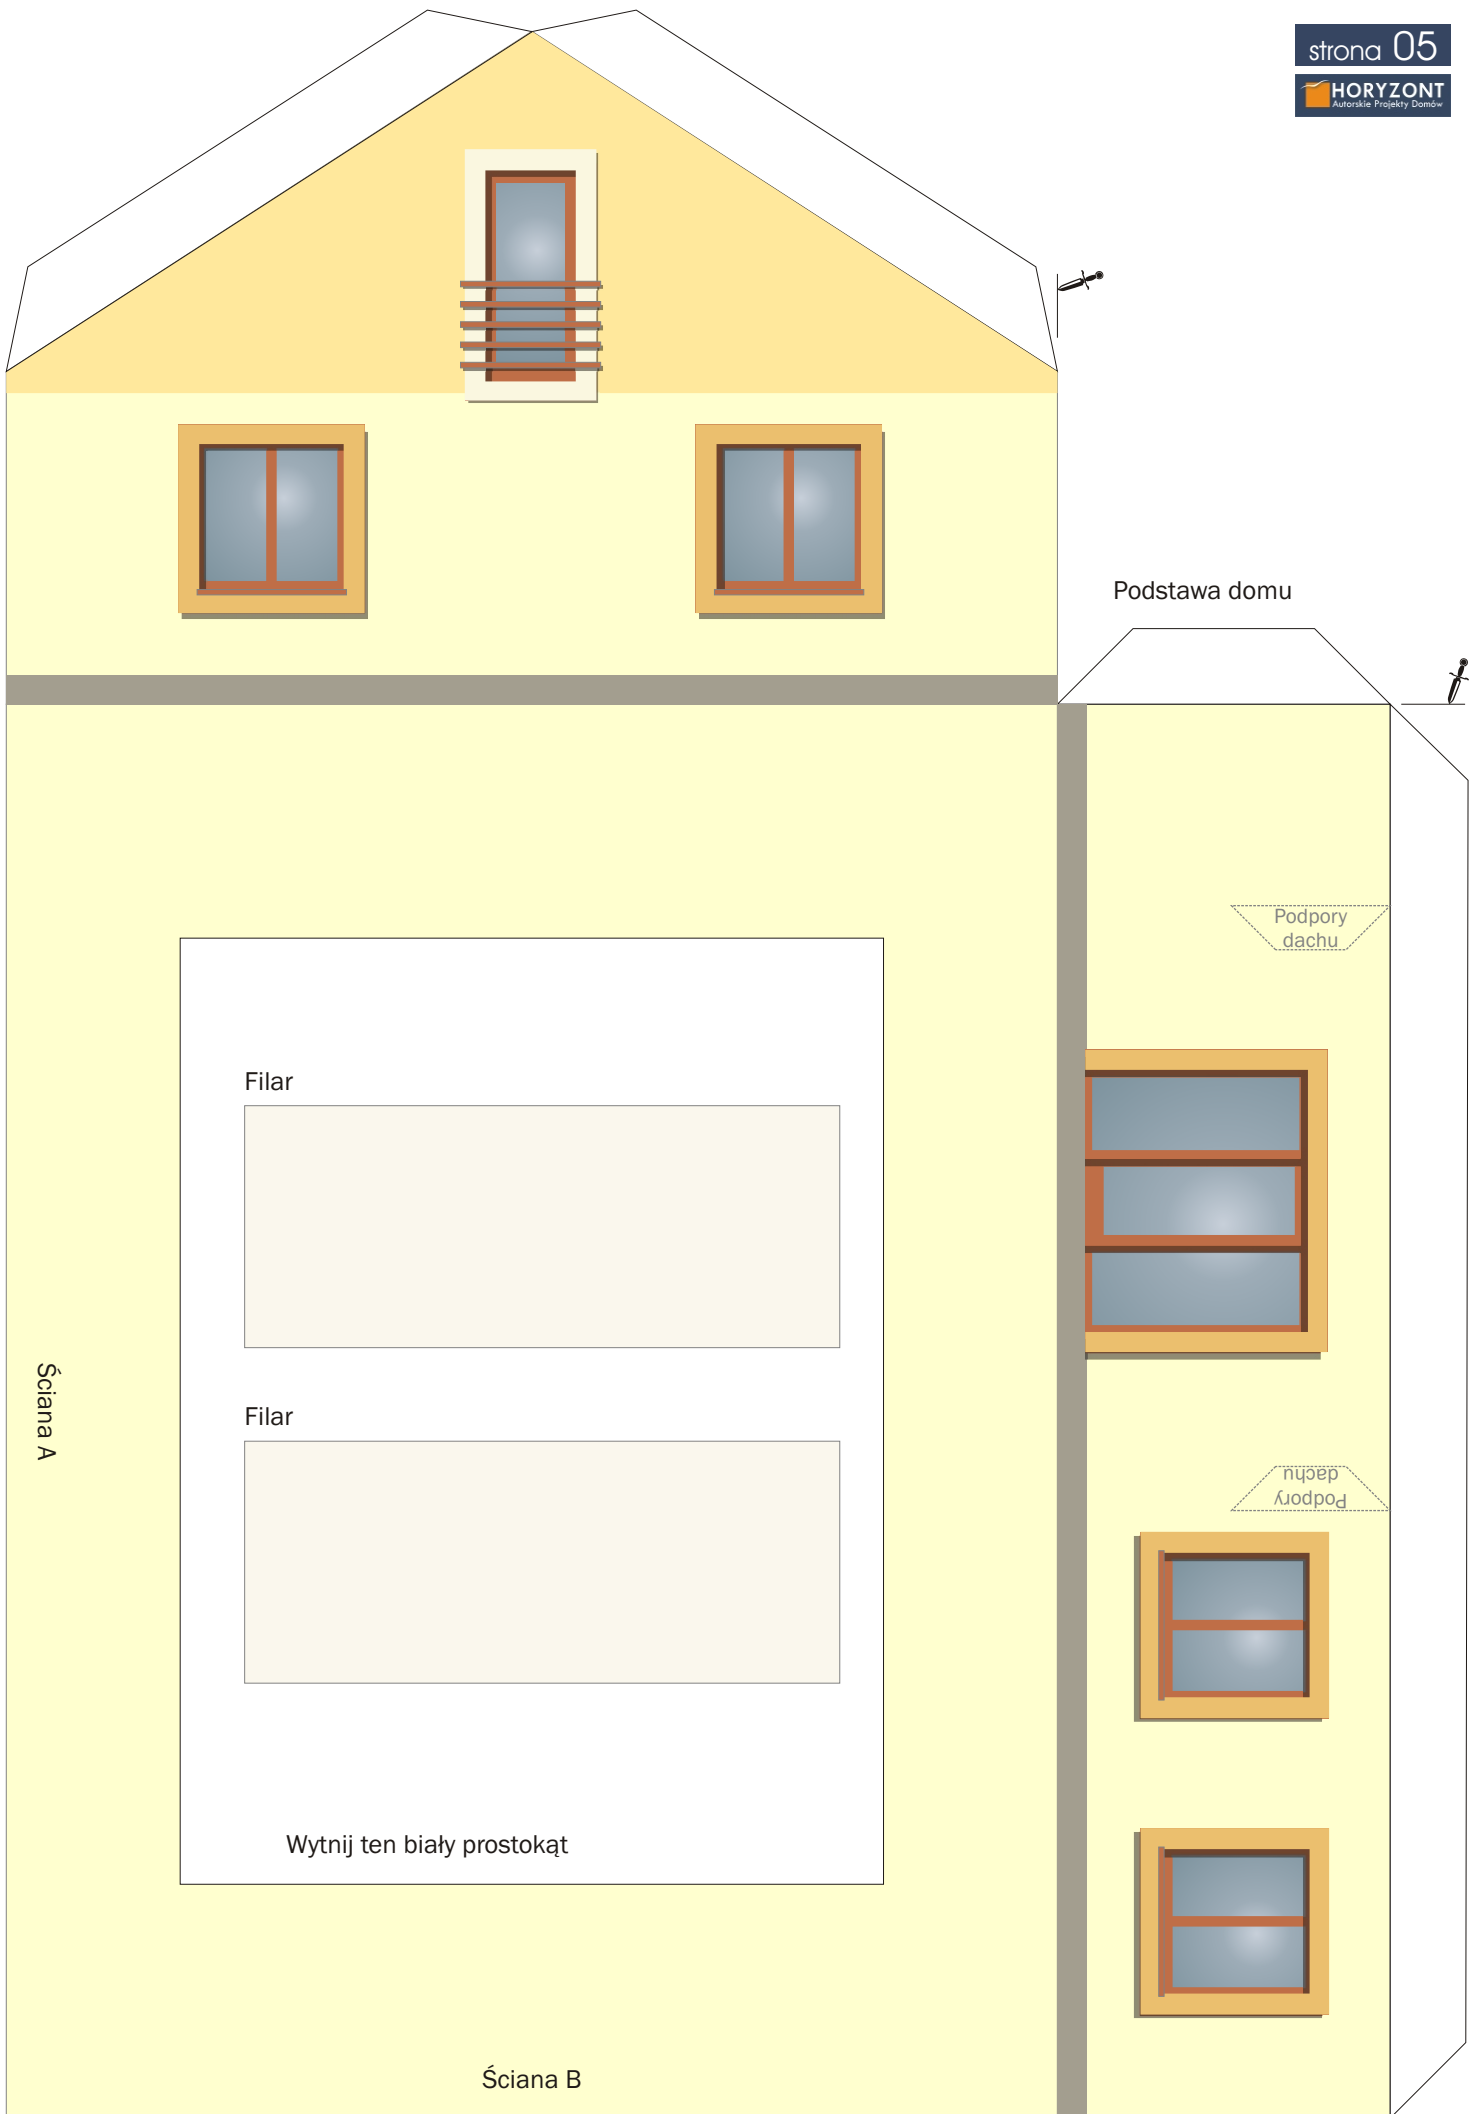 strona 05
HORYZONT
Autorskie Projekty Domów
Podstawa domu
Podpory
dachu
Filar
Filar
Ściana A
Podpory
dachu
Wytnij ten biały prostokąt
Ściana B